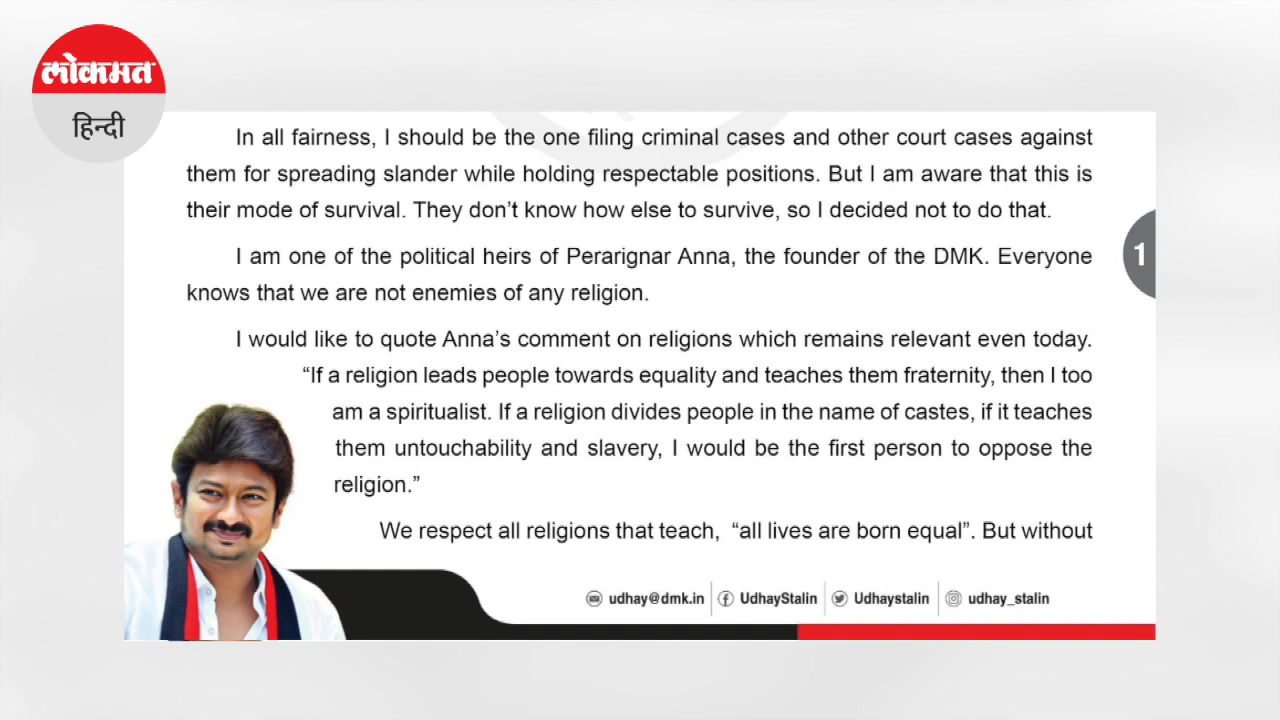 लोकमत
हिन्दी
In all fairness, I should be the one filing criminal cases and other court cases against
them for spreading slander while holding respectable positions. But I am aware that this is
their mode of survival. They don’t know how else to survive, so I decided not to do that.
I am one of the political heirs of Perarignar Anna, the founder of the DMK. Everyone
knows that we are not enemies of any religion.
1
I would like to quote Anna’s comment on religions which remains relevant even today.
“If a religion leads people towards equality and teaches them fraternity, then I too
am a spiritualist. If a religion divides people in the name of castes, if it teaches
them untouchability and slavery, I would be the first person to oppose the
religion.”
We respect all religions that teach, “all lives are born equal”. But without
udhay@dmk.in UdhayStalin Udhaystalin udhay_stalin